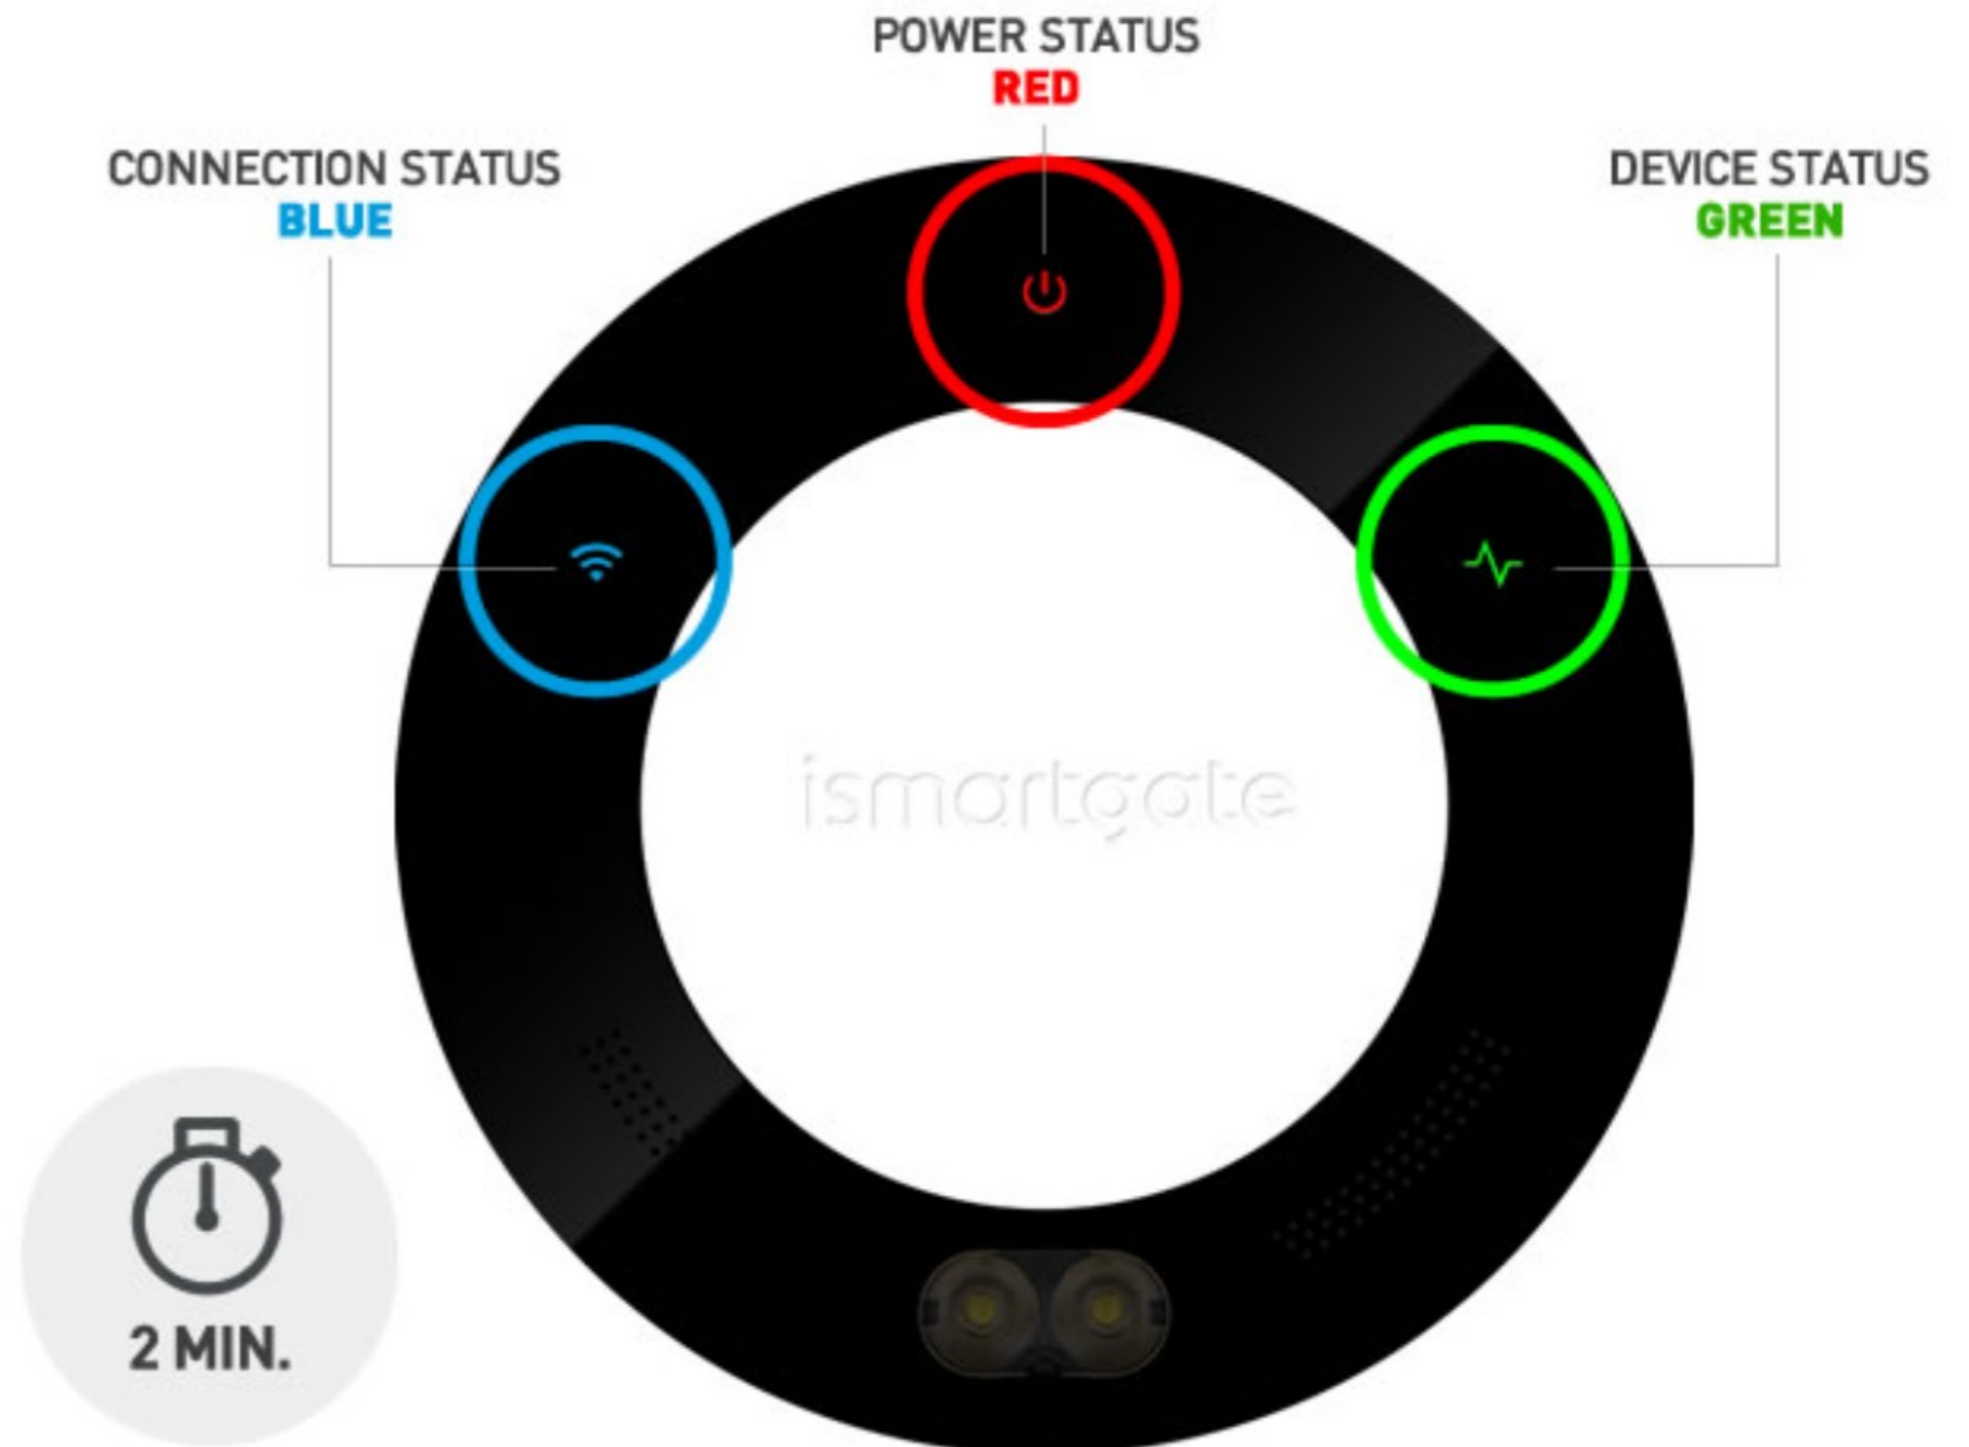 POWER STATUS
RED
CONNECTION STATUS
BLUE
DEVICE STATUS
GREEN
ismartgate
2 MIN.